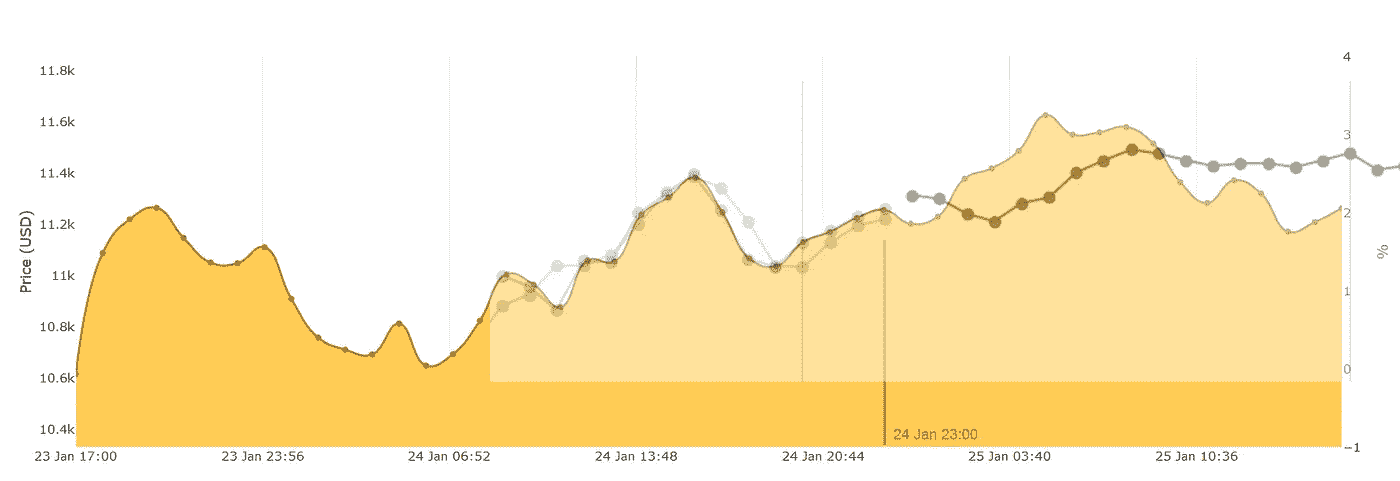 4
11.8k
11.6k
3
11.4k
11.2k
2
Price (USD)
%
11k
1
10.8k
0
10.6k
10.4k
24 Jan 23:00
-1
23 Jan 17:00
23 Jan 23:56
24 Jan 06:52
24 Jan 13:48
24 Jan 20:44
25 Jan 03:40
25 Jan 10:36